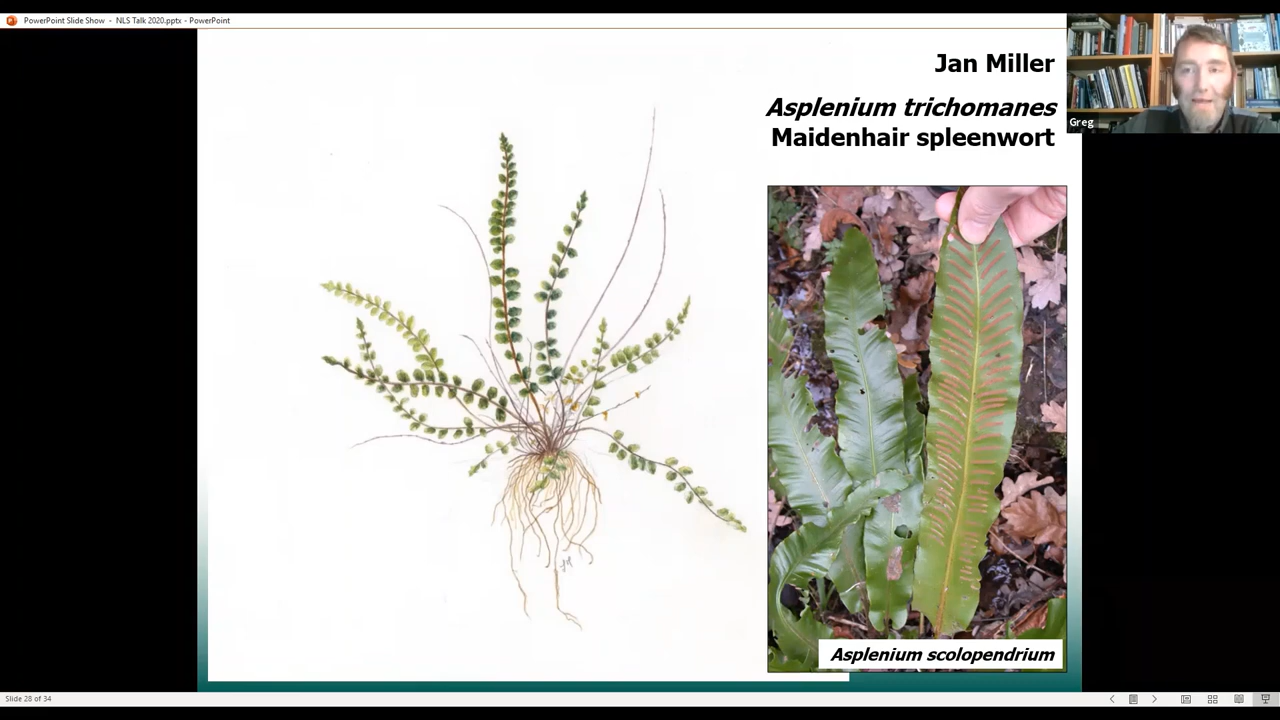 PowerPoint Slide Show - NLS Talk 2020.pptx - PowerPoint
Jan Miller
Asplenium trichomanes
Maidenhair spleenwort
Greg
Asplenium scolopendrium
Slide 28 of 34